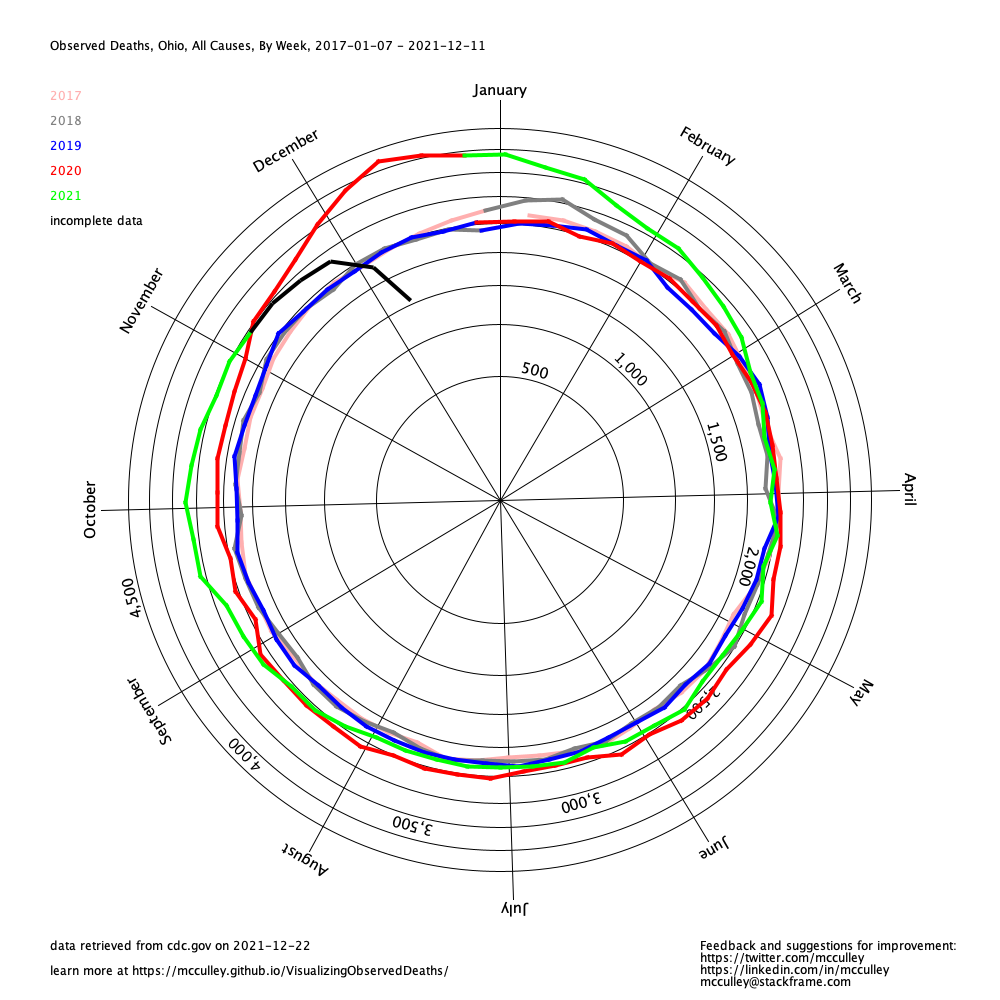 Observed Deaths, Ohio, All Causes, By Week, 2017-01-07 - 2021-12-11
2017
2018
2019
2020
2021
incomplete data
January
February
March
April
May
June
July
August
September
October
November
December
500
1,000
1,500
2,000
2,500
3,000
3,500
4,000
4,500
data retrieved from cdc.gov on 2021-12-22
learn more at https://mcculley.github.io/VisualizingObservedDeaths/
Feedback and suggestions for improvement:
https://twitter.com/mcculley
https://linkedin.com/in/mcculley
mcculley@stackframe.com